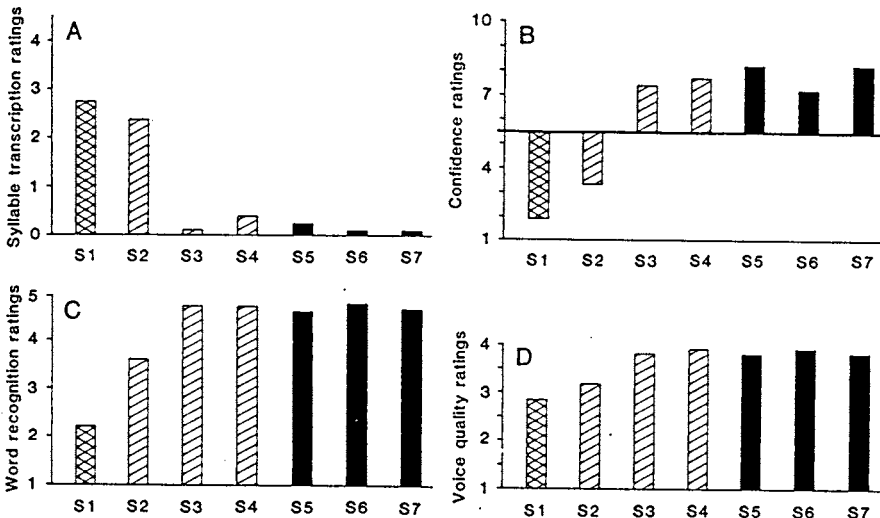 A
Syllable transcription ratings
4
3
2
1
0
S1 S2 S3 S4 S5 S6 S7
B
Confidence ratings
10
7
4
1
S1 S2 S3 S4 S5 S6 S7
C
Word recognition ratings
5
4
3
2
1
S1 S2 S3 S4 S5 S6 S7
D
Voice quality ratings
4
3
2
1
S1 S2 S3 S4 S5 S6 S7